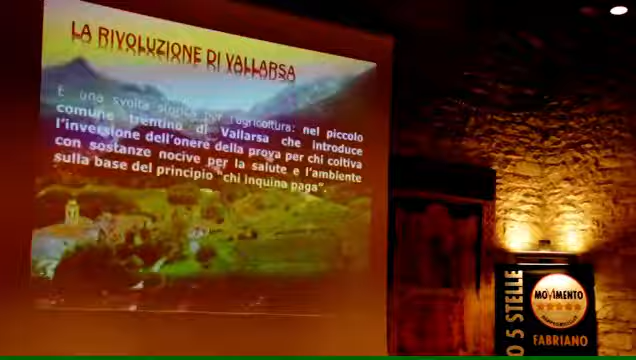 LA RIVOLUZIONE DI VALLARSA
È una svolta storica per l'agricoltura: nel piccolo
comune trentino di Vallarsa che introduce
l'inversione dell'onere della prova per chi coltiva
con sostanze nocive per la salute e l'ambiente
sulla base del principio "chi inquina paga".
O 5 STELLE
MOVIMENTO
FABRIANO